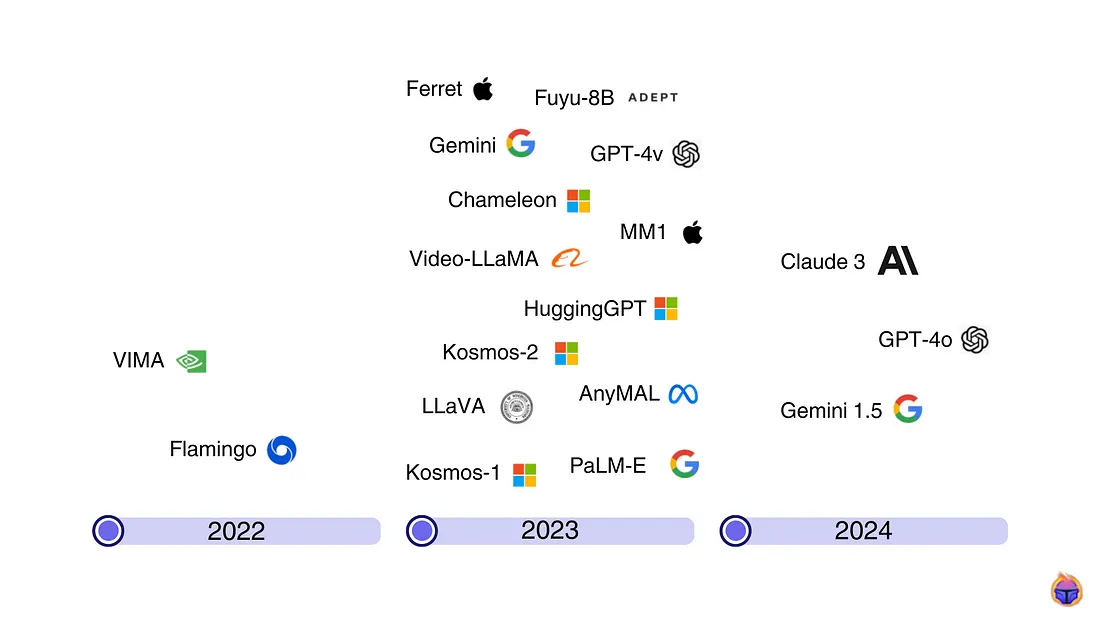 Ferret
Fuyu-8B ADEPT
Gemini
GPT-4v
Chameleon
MM1
Video-LLaMA
Claude 3
HuggingGPT
GPT-4o
Kosmos-2
VIMA
AnyMAL
LLaVA
Gemini 1.5
Flamingo
Kosmos-1
PaLM-E
2022
2023
2024